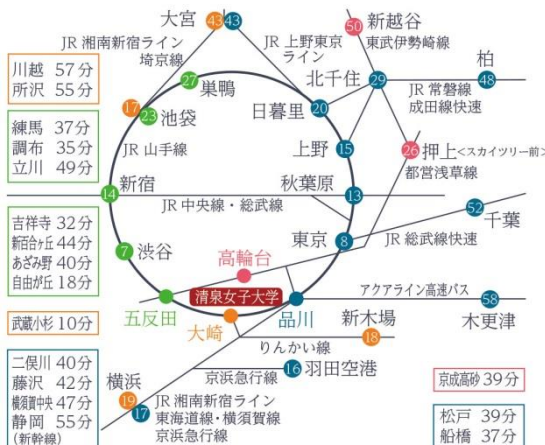 大宮
43
43
50
新越谷
JR 湘南新宿ライン
埼京線
JR 上野東京
ライン
東武伊勢崎線
川越 57分
所沢 55分
27
巣鴨
北千住
29
柏
48
JR 常磐線
成田線快速
17
23
池袋
日暮里
20
練馬 37分
調布 35分
立川 49分
JR 山手線
上野
15
26
押上<スカイツリー前>
都営浅草線
14
新宿
秋葉原
13
JR 中央線・総武線
52
千葉
吉祥寺 32分
新百合ヶ丘 44分
あざみ野 40分
自由が丘 18分
7
渋谷
東京
8
JR 総武線快速
高輪台
清泉女子大学
アクアライン高速バス
58
木更津
五反田
大崎
品川
新木場
18
りんかい線
武蔵小杉 10分
二俣川 40分
藤沢 42分
横須賀中央 47分
静岡 55分
(新幹線)
横浜
19
17
京浜急行線
16
羽田空港
JR 湘南新宿ライン
東海道線・横須賀線
京浜急行線
京成高砂 39分
松戸 39分
船橋 37分